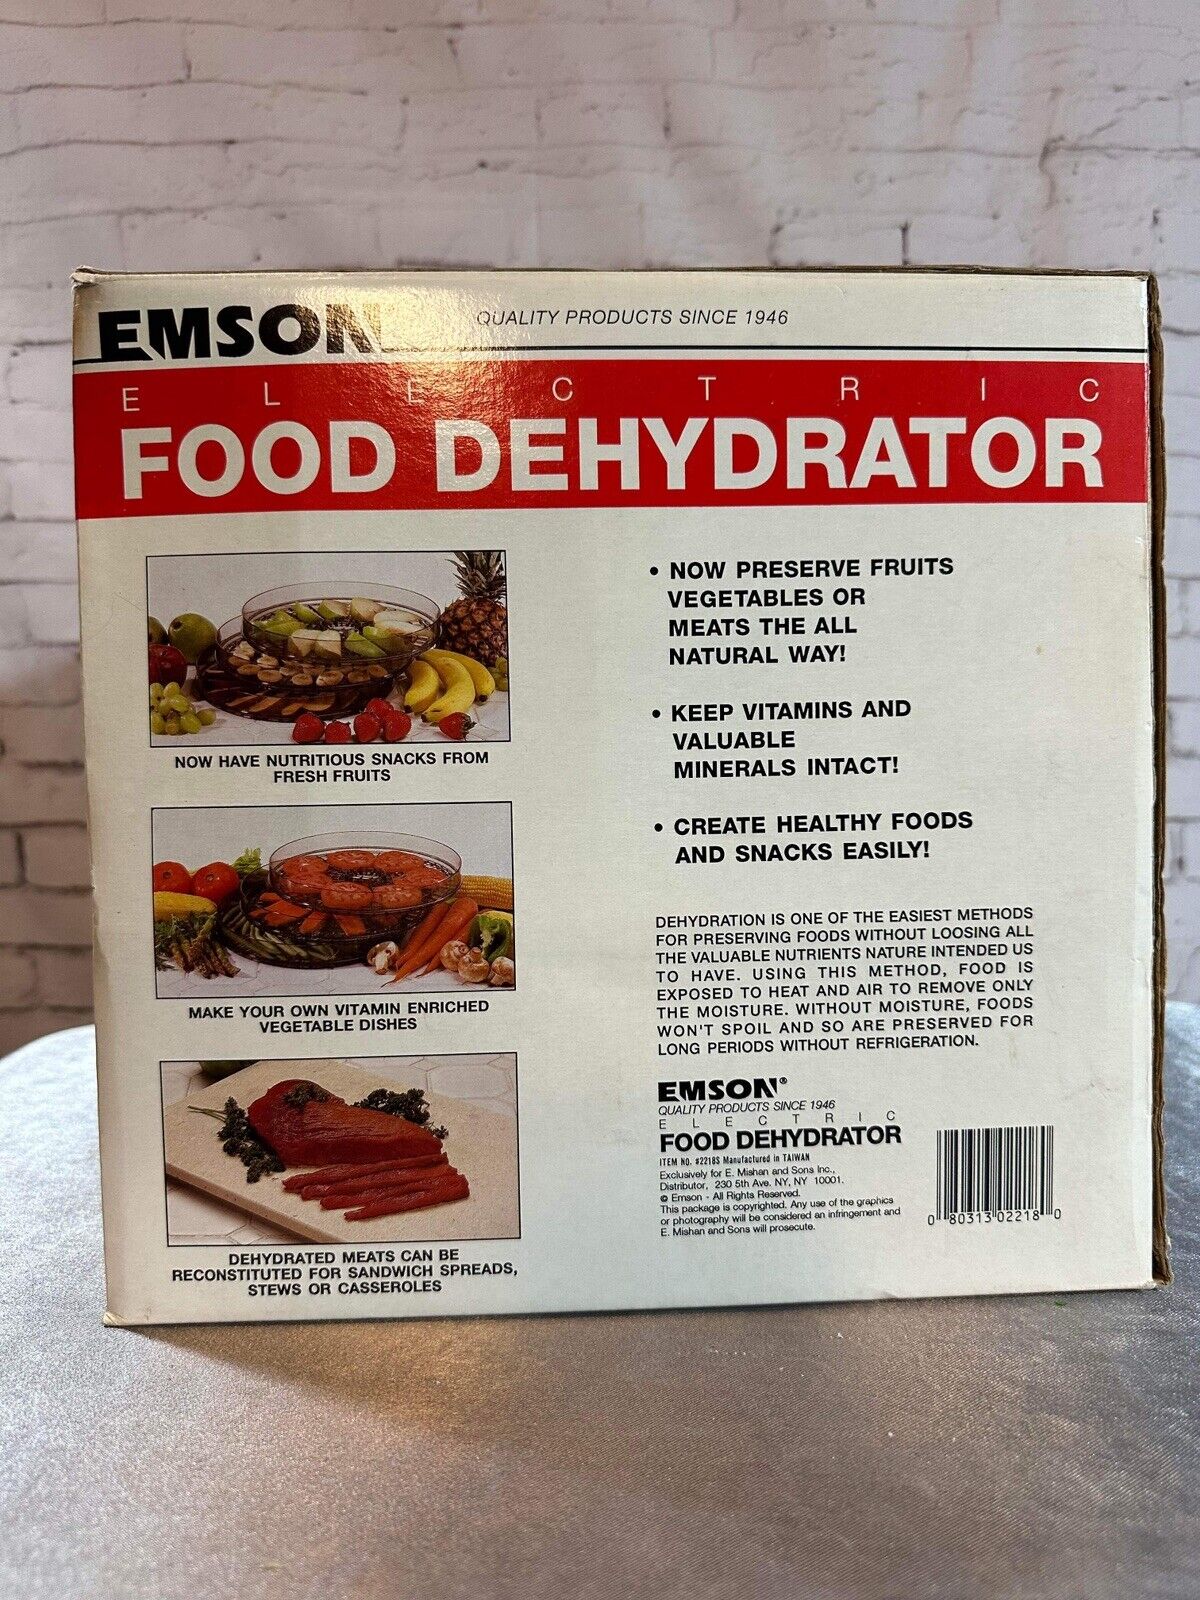 EMSON
QUALITY PRODUCTS SINCE 1946
ELECTRIC
FOOD DEHYDRATOR
NOW HAVE NUTRITIOUS SNACKS FROM
FRESH FRUITS
MAKE YOUR OWN VITAMIN ENRICHED
VEGETABLE DISHES
DEHYDRATED MEATS CAN BE
RECONSTITUTED FOR SANDWICH SPREADS,
STEWS OR CASSEROLES
• NOW PRESERVE FRUITS
VEGETABLES OR
MEATS THE ALL
NATURAL WAY!
• KEEP VITAMINS AND
VALUABLE
MINERALS INTACT!
• CREATE HEALTHY FOODS
AND SNACKS EASILY!
DEHYDRATION IS ONE OF THE EASIEST METHODS
FOR PRESERVING FOODS WITHOUT LOOSING ALL
THE VALUABLE NUTRIENTS NATURE INTENDED US
TO HAVE. USING THIS METHOD, FOOD IS
EXPOSED TO HEAT AND AIR TO REMOVE ONLY
THE MOISTURE. WITHOUT MOISTURE, FOODS
WON'T SPOIL AND SO ARE PRESERVED FOR
LONG PERIODS WITHOUT REFRIGERATION.
EMSON®
QUALITY PRODUCTS SINCE 1946
ELECTRIC
FOOD DEHYDRATOR
ITEM NO. #2218S Manufactured in TAIWAN
Exclusively for E. Mishan and Sons Inc.,
Distributor, 230 5th Ave. NY, NY 10001.
© Emson - All Rights Reserved.
This package is copyrighted. Any use of the graphics
or photography will be considered an infringement and
E. Mishan and Sons will prosecute.
0 80313 02218 0